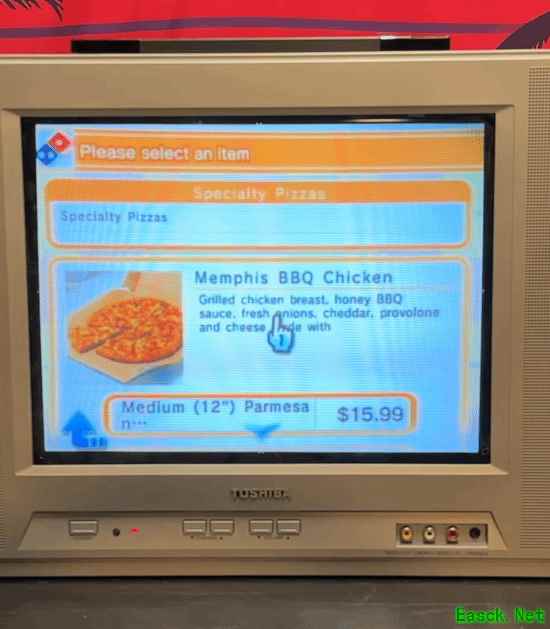 Please select an item
Specialty Pizzas
Specialty Pizzas
Memphis BBQ Chicken
Grilled chicken breast, honey BBQ
sauce, fresh onions, cheddar, provolone
and cheese with
Medium (12") Parmesa
n...
$15.99
TOSHIBA
Easck.Net